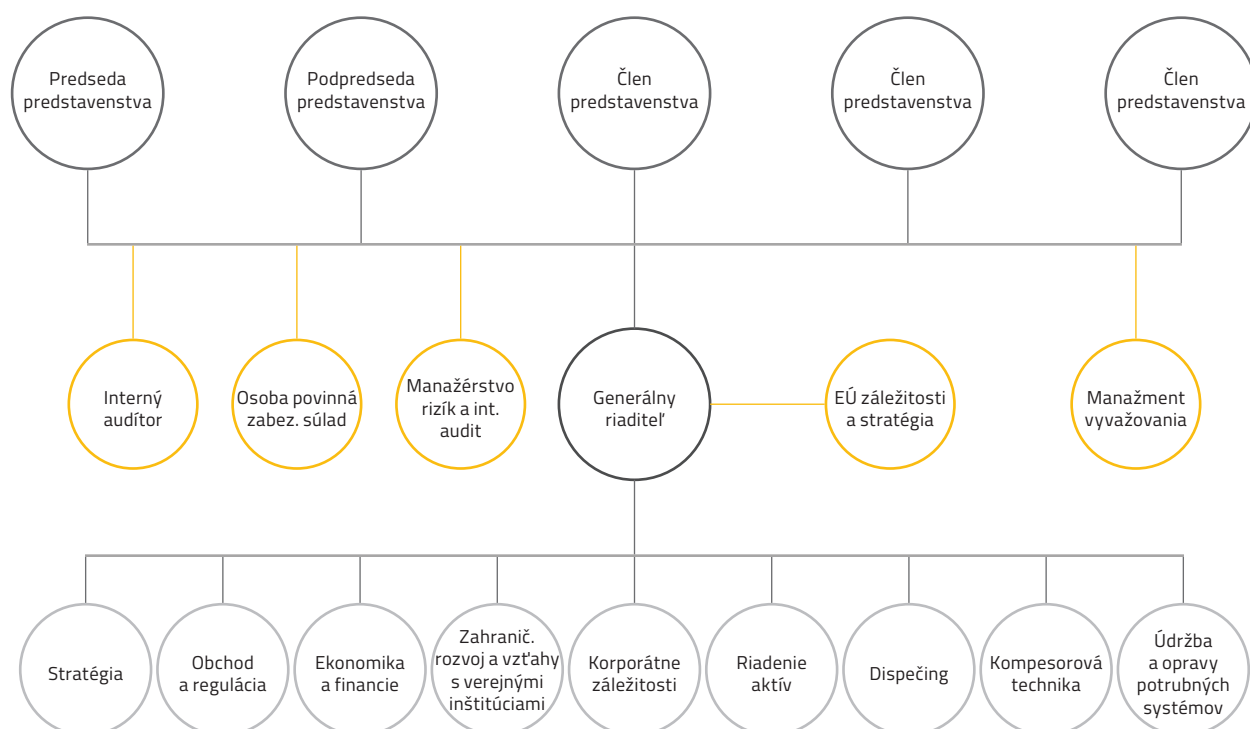 Predseda
predstavenstva
Podpredseda
predstavenstva
Člen
predstavenstva
Člen
predstavenstva
Člen
predstavenstva
Interný
audítor
Osoba povinná
zabez. súlad
Manažérstvo
rizík a int.
audit
Generálny
riaditeľ
EÚ záležitosti
a stratégia
Manažment
vyvažovania
Stratégia
Obchod
a regulácia
Ekonomika
a financie
Zahranič.
rozvoj a vzťahy
s verejnými
inštitúciami
Korporátne
záležitosti
Riadenie
aktív
Dispečing
Kompesorová
technika
Údržba
a opravy
potrubných
systémov